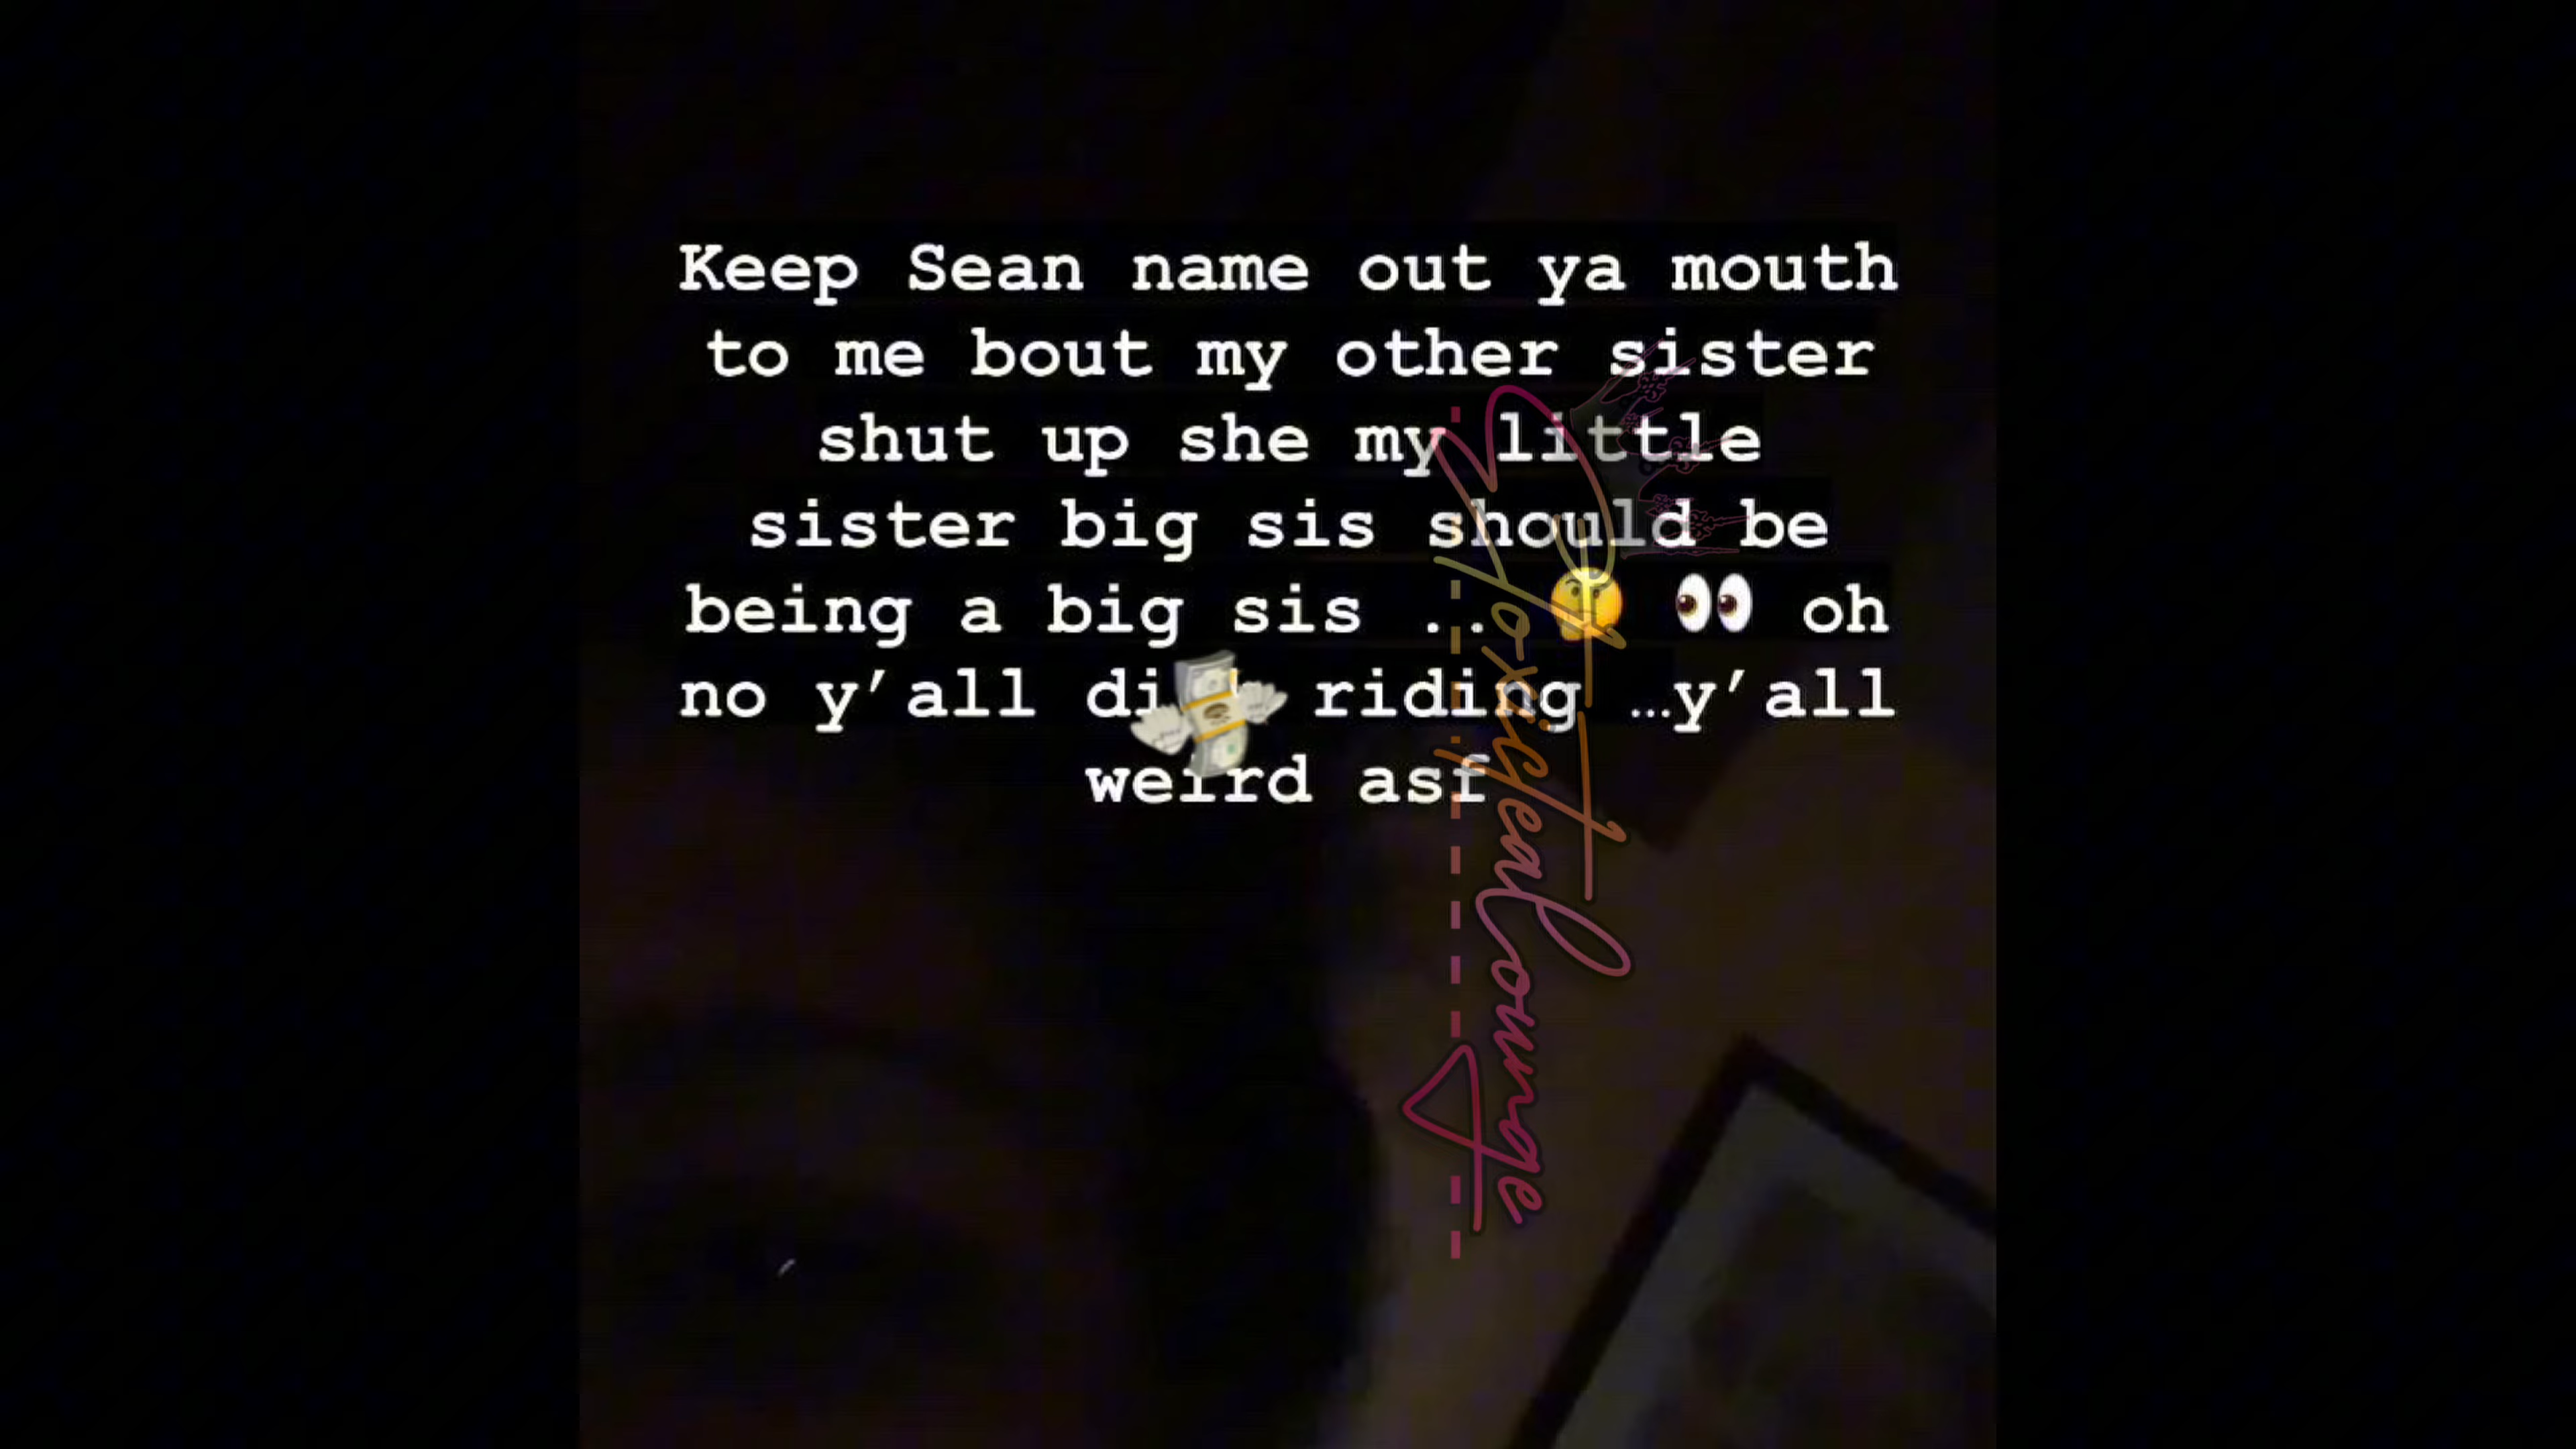 Keep Sean name out ya mouth
to me bout my other sister
shut up she my little
sister big sis should be
being a big sis .. 🤔 👀 oh
no y’all di riding …y’all
weird asf